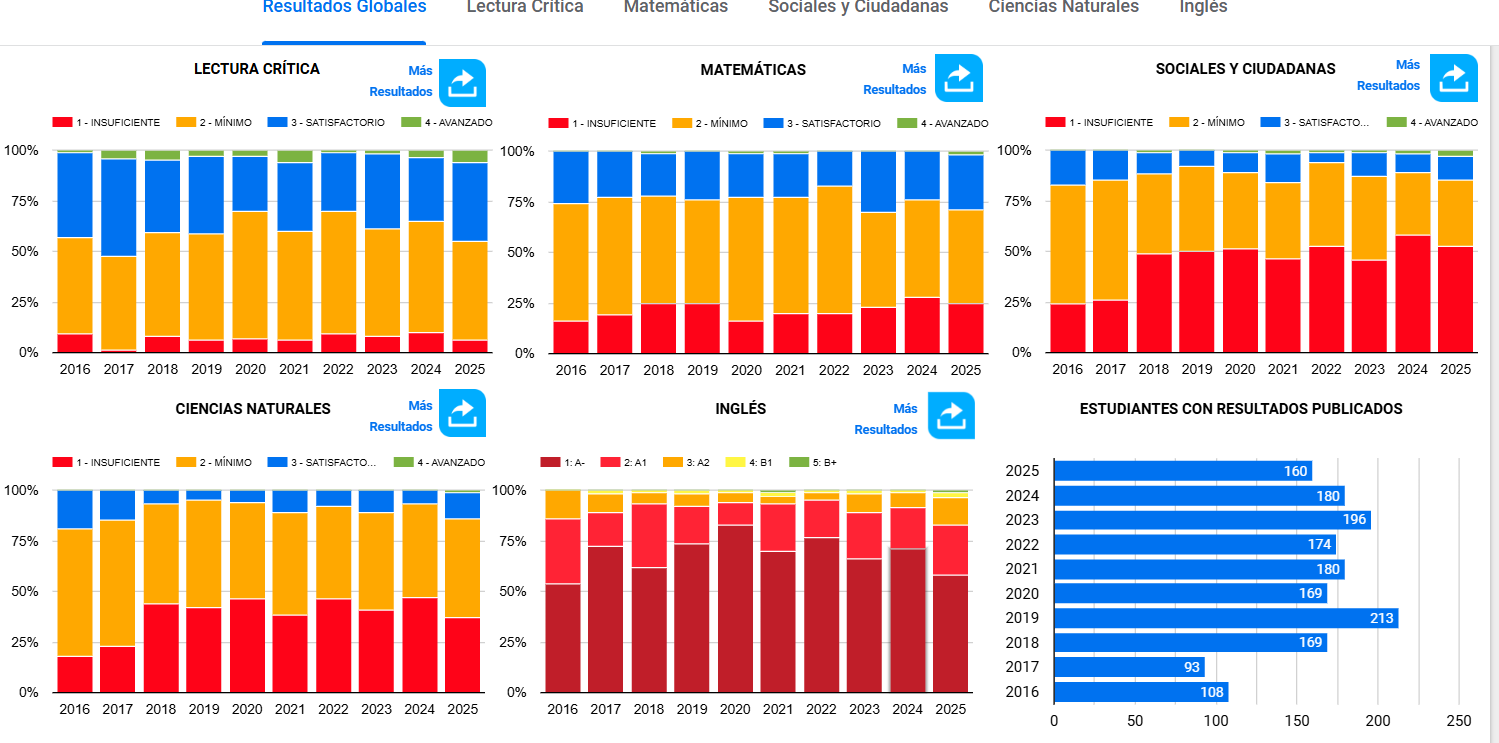 Resultados Globales Lectura Crítica Matemáticas Sociales y Ciudadanas Ciencias Naturales Inglés
LECTURA CRÍTICA
Más
Resultados
1 - INSUFICIENTE 2 - MÍNIMO 3 - SATISFACTORIO 4 - AVANZADO
100%
75%
50%
25%
0%
2016 2017 2018 2019 2020 2021 2022 2023 2024 2025
MATEMÁTICAS
Más
Resultados
1 - INSUFICIENTE 2 - MÍNIMO 3 - SATISFACTORIO 4 - AVANZADO
100%
75%
50%
25%
0%
2016 2017 2018 2019 2020 2021 2022 2023 2024 2025
SOCIALES Y CIUDADANAS
Más
Resultados
1 - INSUFICIENTE 2 - MÍNIMO 3 - SATISFACTO... 4 - AVANZADO
100%
75%
50%
25%
0%
2016 2017 2018 2019 2020 2021 2022 2023 2024 2025
CIENCIAS NATURALES
Más
Resultados
1 - INSUFICIENTE 2 - MÍNIMO 3 - SATISFACTO... 4 - AVANZADO
100%
75%
50%
25%
0%
2016 2017 2018 2019 2020 2021 2022 2023 2024 2025
INGLÉS
Más
Resultados
1: A- 2: A1 3: A2 4: B1 5: B+
100%
75%
50%
25%
0%
2016 2017 2018 2019 2020 2021 2022 2023 2024 2025
ESTUDIANTES CON RESULTADOS PUBLICADOS
2025 160
2024 180
2023 196
2022 174
2021 180
2020 169
2019 213
2018 169
2017 93
2016 108
0 50 100 150 200 250